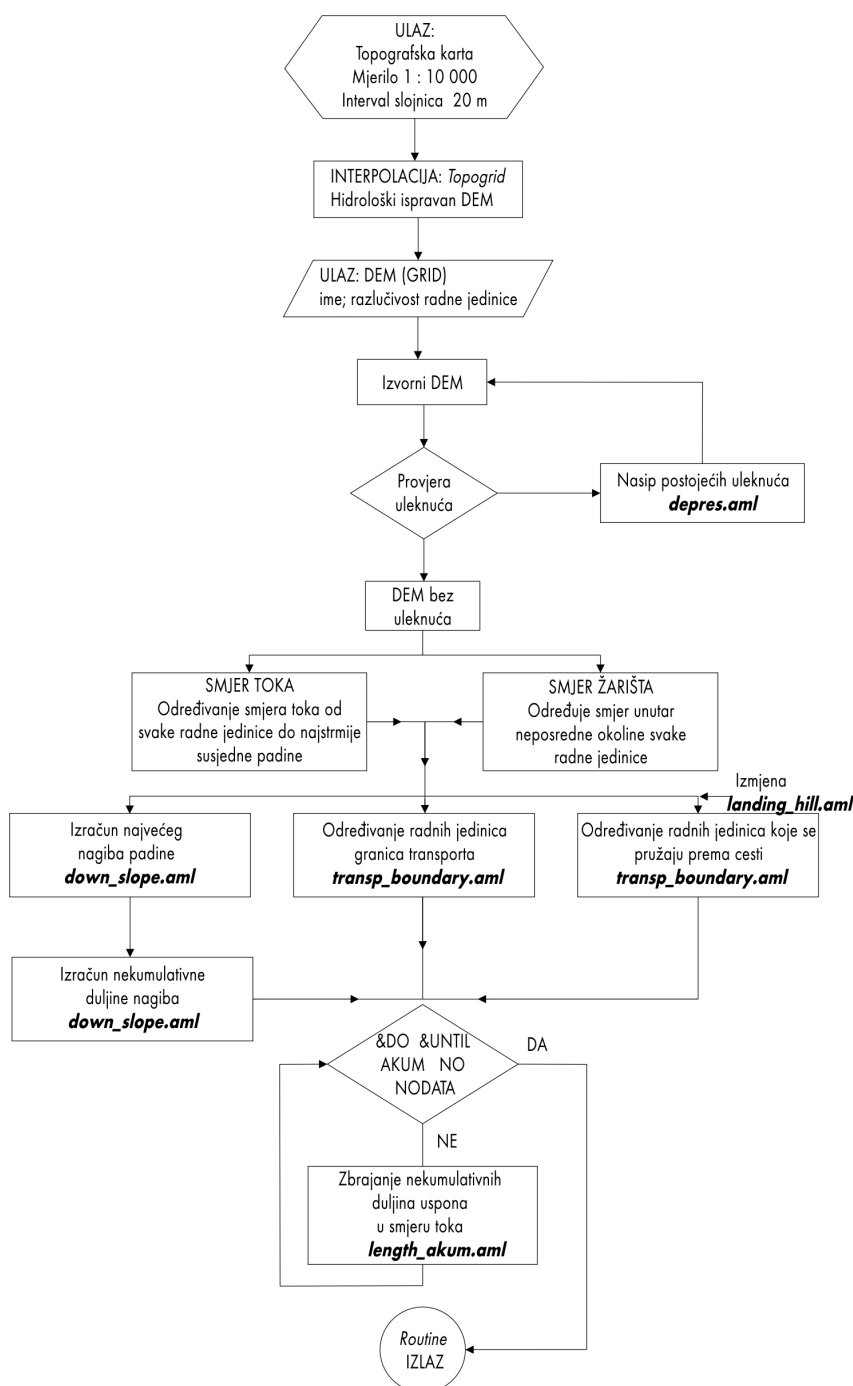 ULAZ:
Topografska karta
Mjerilo 1 : 10 000
Interval slojnica 20 m
INTERPOLACIJA: Topogrid
Hidrološki ispravan DEM
ULAZ: DEM (GRID)
ime; razlučivost radne jedinice
Izvorni DEM
Provjera
uleknuća
Nasip postojećih uleknuća
depres.aml
DEM bez
uleknuća
SMJER TOKA
Određivanje smjera toka od
svake radne jedinice do najstrmije
susjedne padine
SMJER ŽARIŠTA
Određuje smjer unutar
neposredne okoline svake
radne jedinice
Izmjena
landing_hill.aml
Izračun najvećeg
nagiba padine
down_slope.aml
Određivanje radnih jedinica
granica transporta
transp_boundary.aml
Određivanje radnih jedinica koje se
pružaju prema cesti
transp_boundary.aml
Izračun nekumulativne
duljine nagiba
down_slope.aml
&DO &UNTIL
AKUM NO
NODATA
DA
NE
Zbrajanje nekumulativnih
duljina uspona
u smjeru toka
length_akum.aml
Routine
IZLAZ